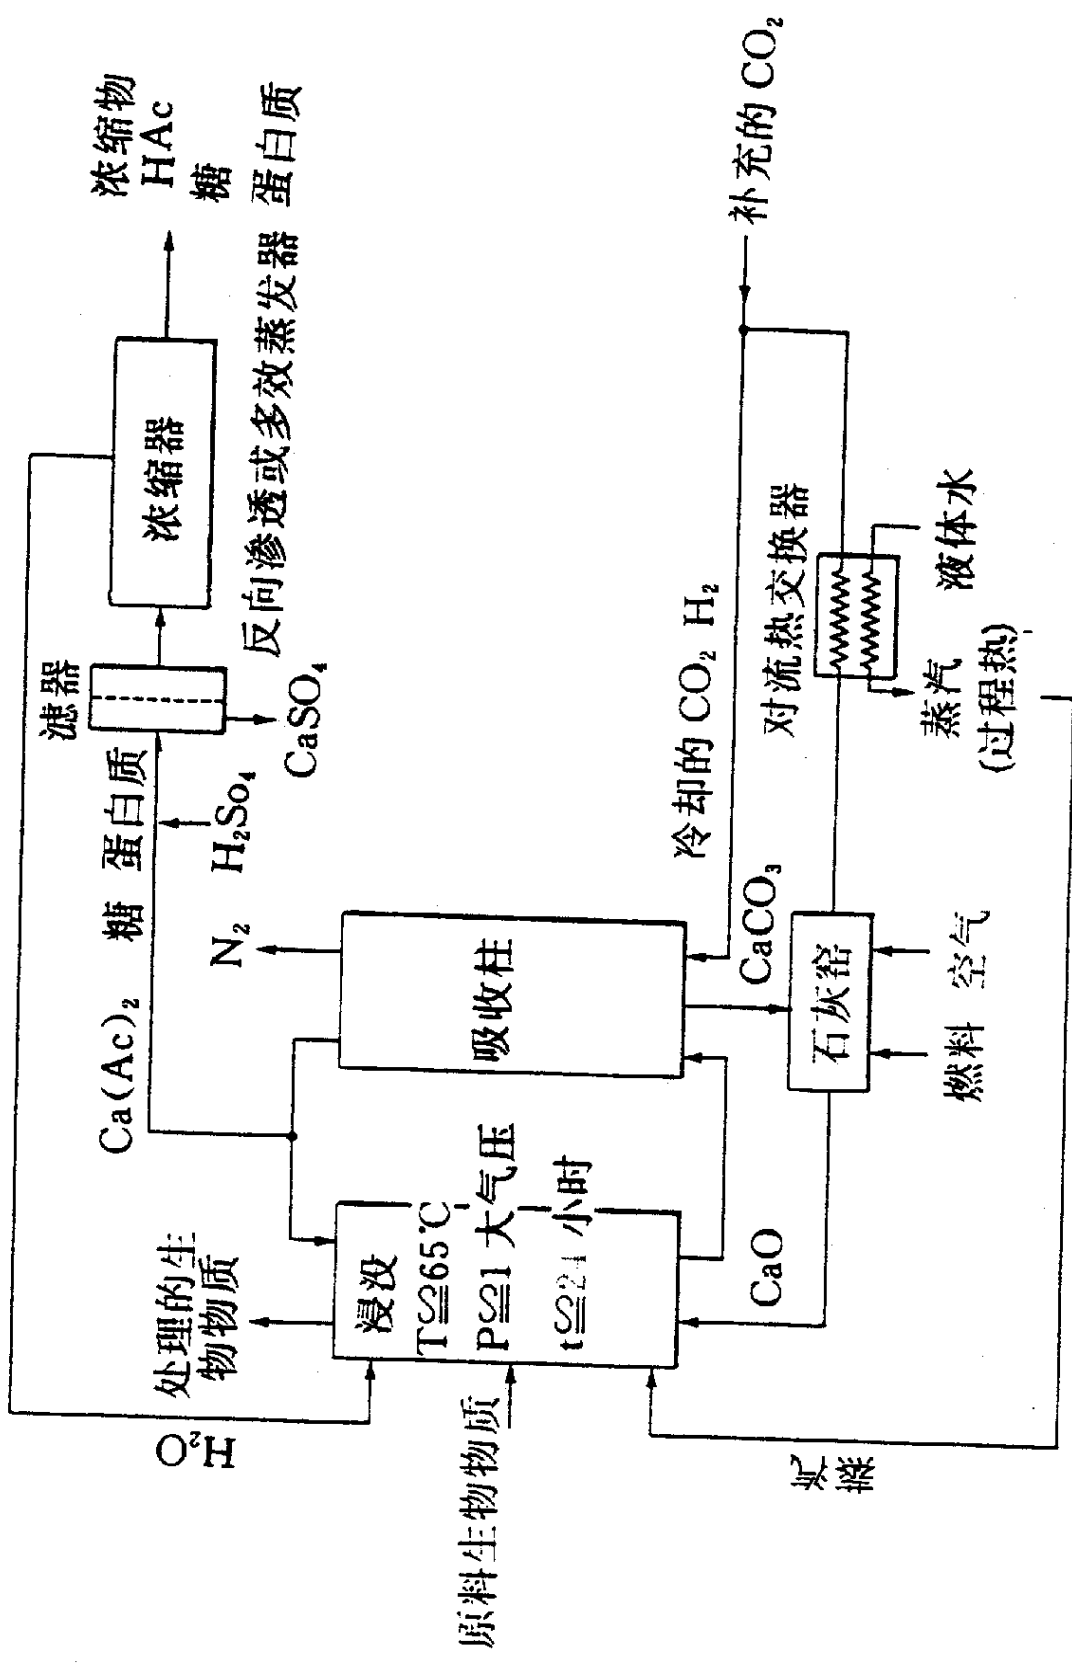 浓缩物
HAc
糖
蛋白质
浓缩器
反向渗透或多效蒸发器
滤器
CaSO₄
H₂So₄
Ca(Ac)₂ 糖 蛋白质
N₂
吸收柱
处理的生
物物质
浸没
T≦65℃
P≦1大气压
t≦24小时
H₂O
原料生物物质
补充的 CO₂
冷却的 CO₂ H₂
对流热交换器
液体水
蒸汽
(过程热)
CaCO₃
石灰窑
空气
燃料
CaO
蒸
汽